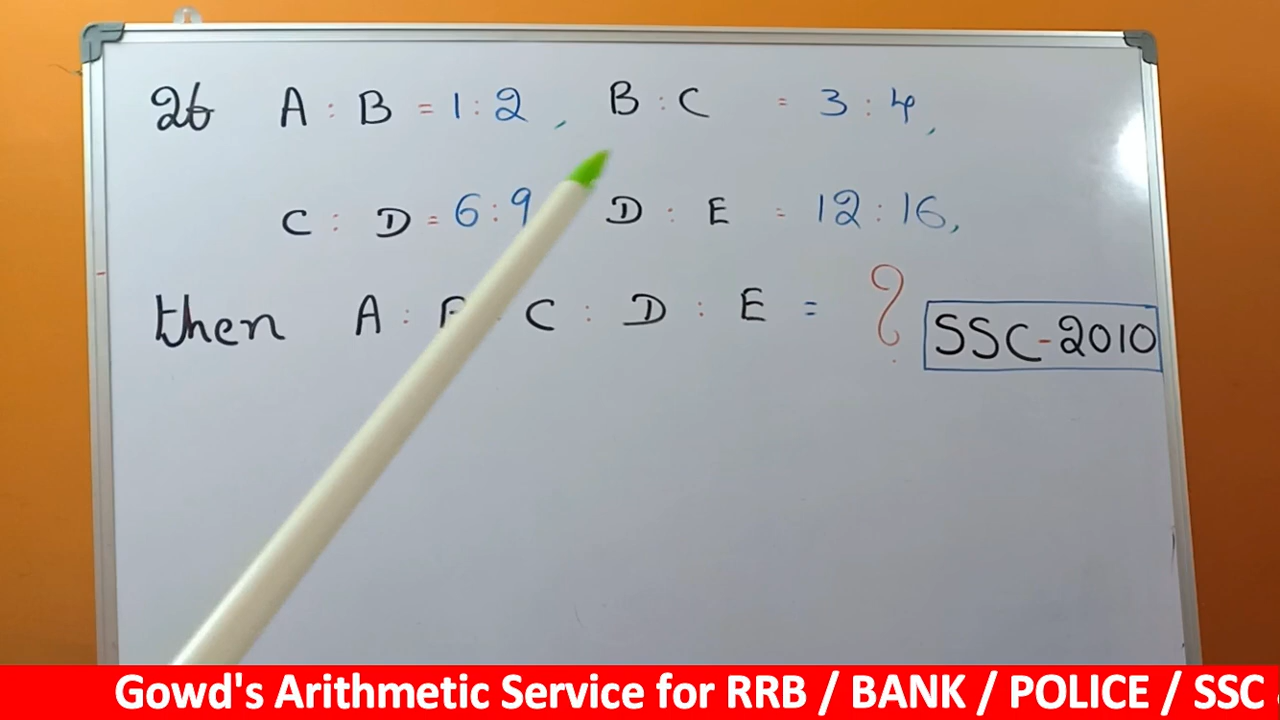 26 A : B = 1 : 2 , B : C = 3 : 4 ,
C : D = 6 : 9 D : E = 12 : 16 ,
then A : C : D : E = ?
SSC-2010
Gowd's Arithmetic Service for RRB / BANK / POLICE / SSC